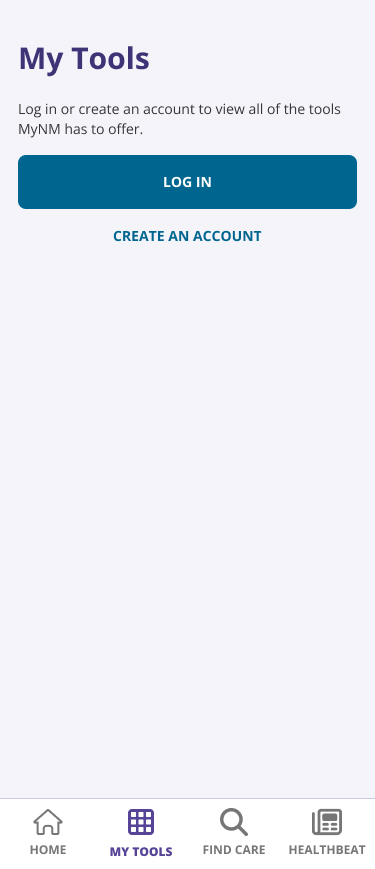 My Tools
Log in or create an account to view all of the tools
MyNM has to offer.
LOG IN
CREATE AN ACCOUNT
HOME
MY TOOLS
FIND CARE
HEALTHBEAT